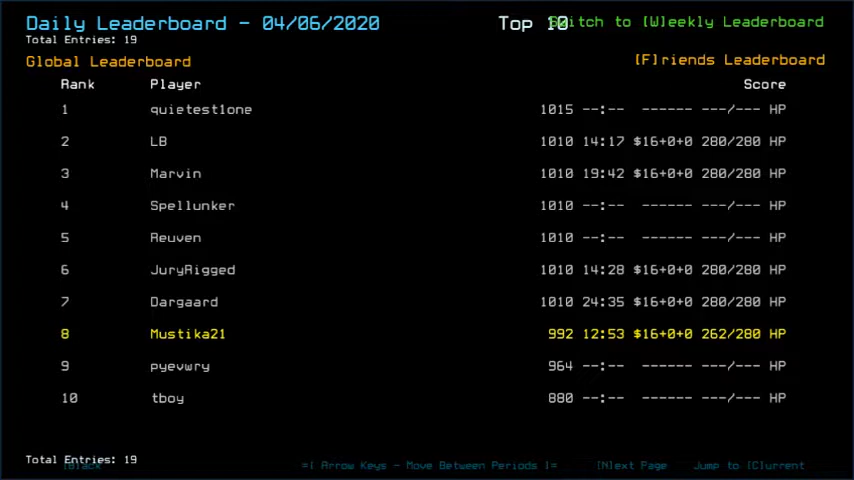 Daily Leaderboard - 04/06/2020 Top 10 Switch to [W]eekly Leaderboard
Total Entries: 19
Global Leaderboard [F]riends Leaderboard
Rank Player Score
1 quietest1one 1015 --:-- ------ ---/--- HP
2 LB 1010 14:17 $16+0+0 280/280 HP
3 Marvin 1010 19:42 $16+0+0 280/280 HP
4 Spellunker 1010 --:-- ------ ---/--- HP
5 Reuven 1010 --:-- ------ ---/--- HP
6 JuryRigged 1010 14:28 $16+0+0 280/280 HP
7 Dargaard 1010 24:35 $16+0+0 280/280 HP
8 Mustika21 992 12:53 $16+0+0 262/280 HP
9 pyevwry 964 --:-- ------ ---/--- HP
10 tboy 880 --:-- ------ ---/--- HP
Total Entries: 19
[B]ack =[ Arrow Keys - Move Between Periods ]= [N]ext Page Jump to [C]urrent